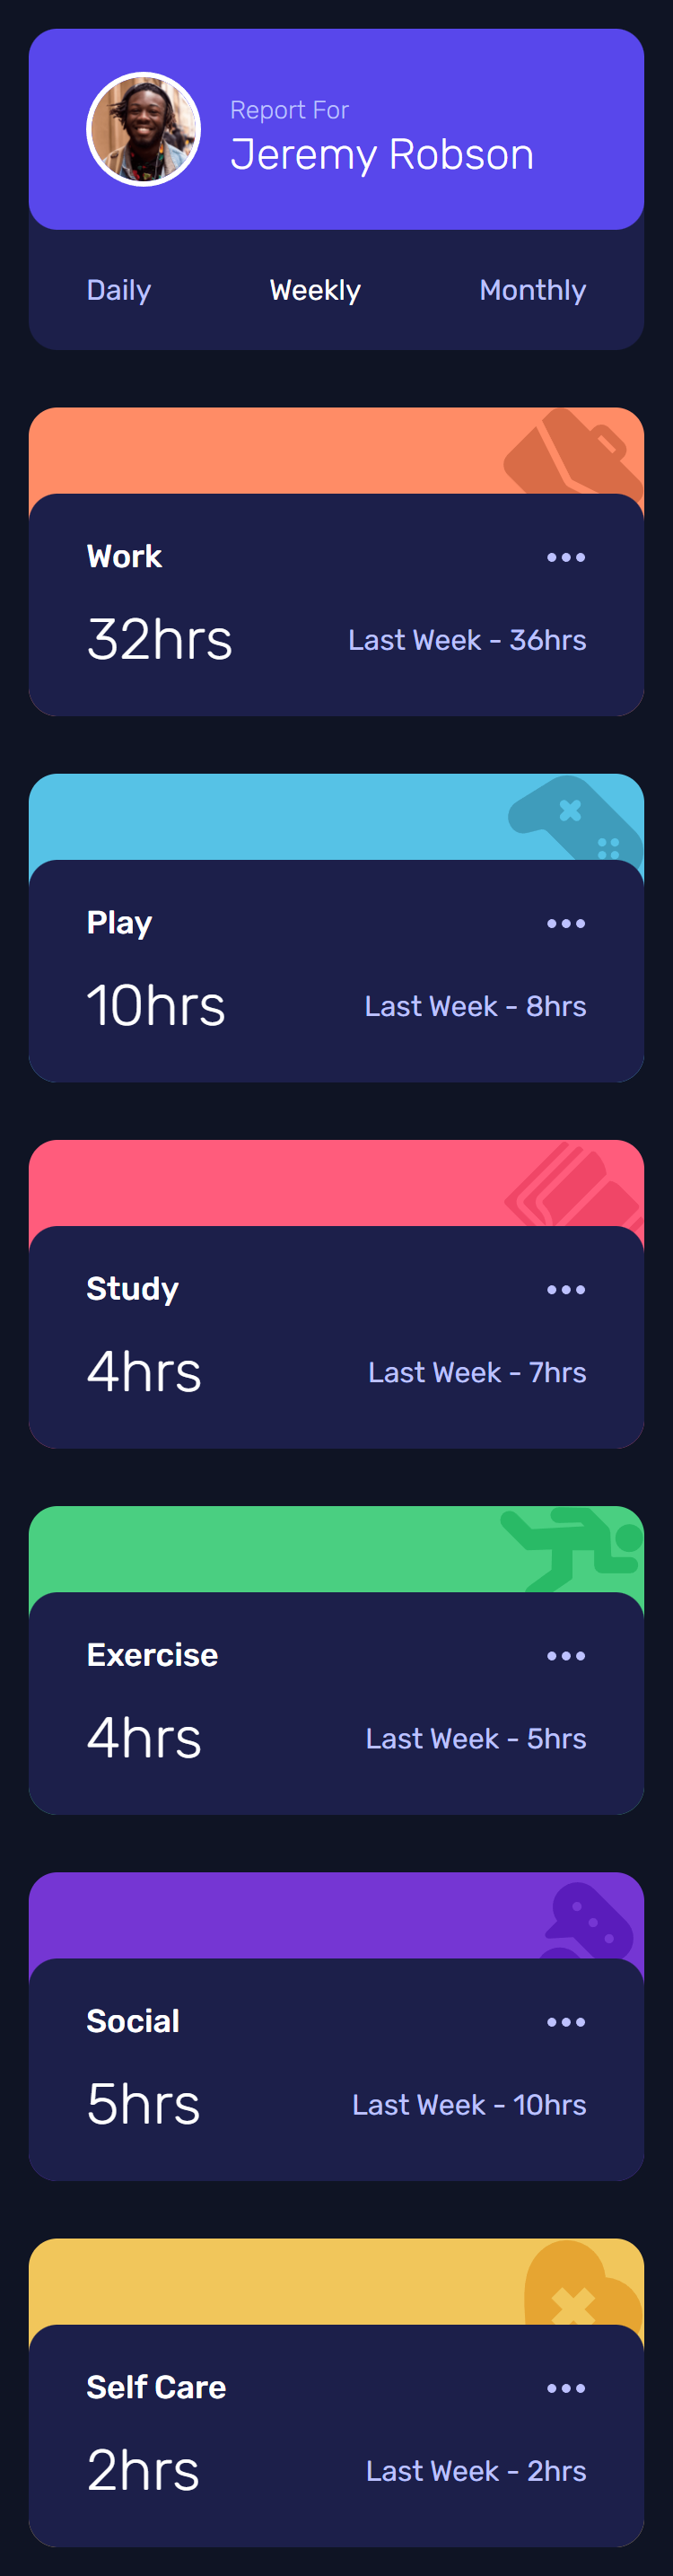 Report For
Jeremy Robson
Daily Weekly Monthly
Work
32hrs Last Week - 36hrs
Play
10hrs Last Week - 8hrs
Study
4hrs Last Week - 7hrs
Exercise
4hrs Last Week - 5hrs
Social
5hrs Last Week - 10hrs
Self Care
2hrs Last Week - 2hrs